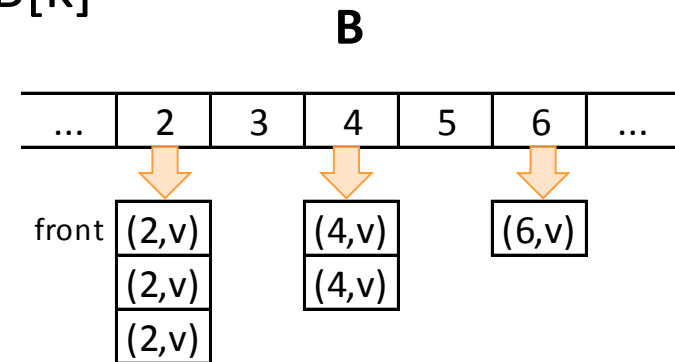 B[k]
B
... 2 3 4 5 6 ...
front (2,v) (4,v) (6,v)
(2,v) (4,v)
(2,v)